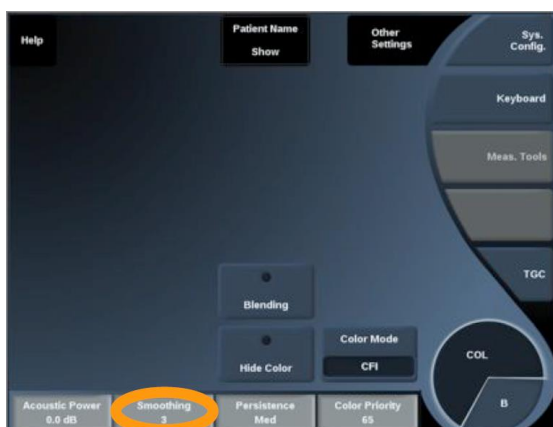 Help
Patient Name
Show
Other
Settings
Sys.
Config.
Keyboard
Meas. Tools
TGC
Blending
Hide Color
Color Mode
CFI
COL
B
Acoustic Power
0.0 dB
Smoothing
3
Persistence
Med
Color Priority
65